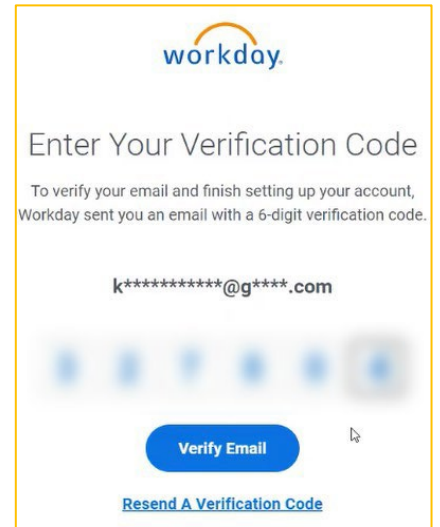 workday.
Enter Your Verification Code
To verify your email and finish setting up your account,
Workday sent you an email with a 6-digit verification code.
k***********@g****.com
Verify Email
Resend A Verification Code